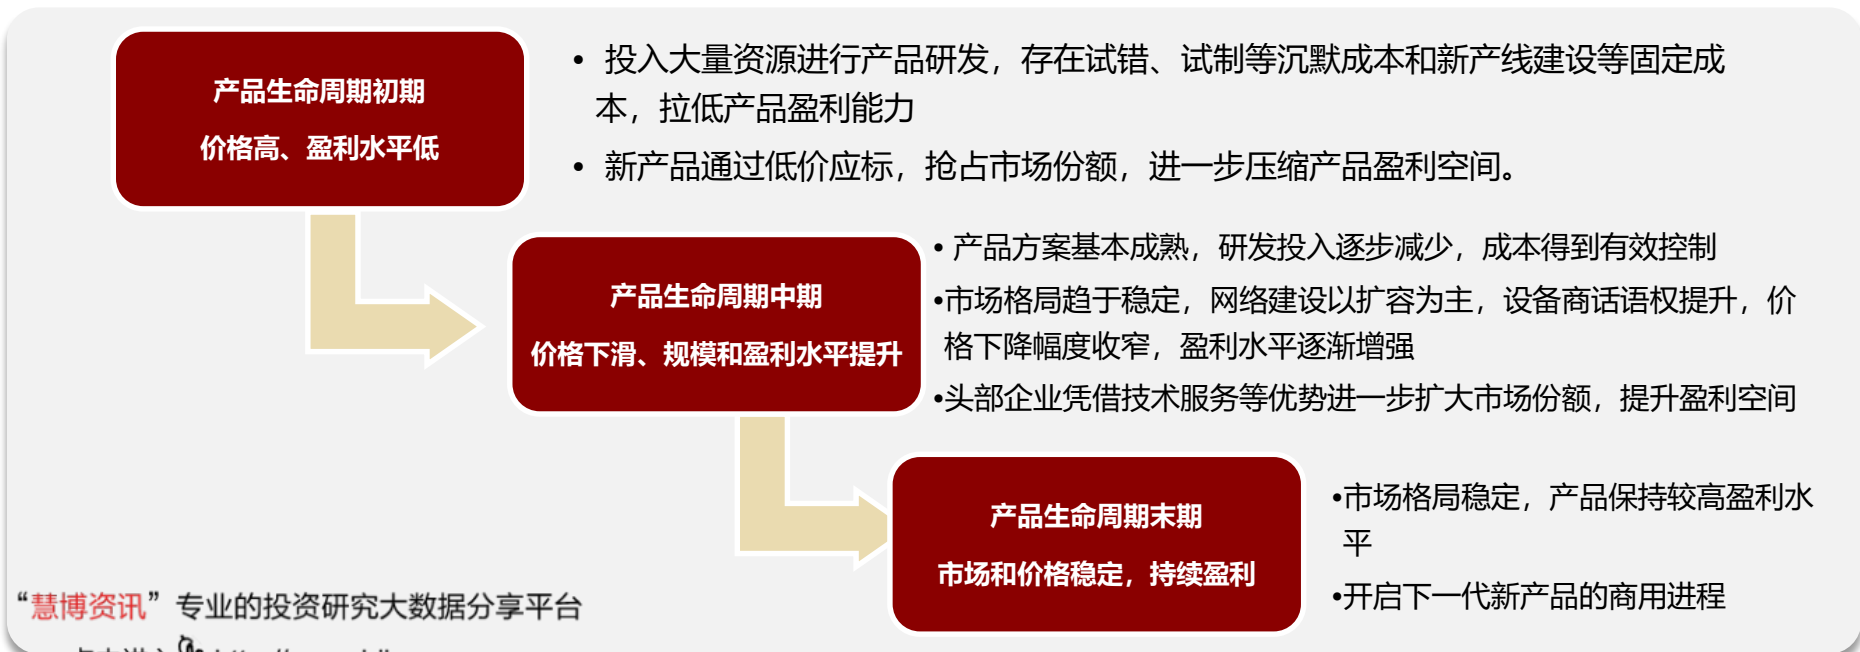 产品生命周期初期
价格高、盈利水平低
• 投入大量资源进行产品研发，存在试错、试制等沉默成本和新产线建设等固定成
本，拉低产品盈利能力
• 新产品通过低价应标，抢占市场份额，进一步压缩产品盈利空间。
产品生命周期中期
价格下滑、规模和盈利水平提升
• 产品方案基本成熟，研发投入逐步减少，成本得到有效控制
•市场格局趋于稳定，网络建设以扩容为主，设备商话语权提升，价
格下降幅度收窄，盈利水平逐渐增强
•头部企业凭借技术服务等优势进一步扩大市场份额，提升盈利空间
产品生命周期末期
市场和价格稳定，持续盈利
•市场格局稳定，产品保持较高盈利水
平
•开启下一代新产品的商用进程
“慧博资讯”专业的投资研究大数据分享平台